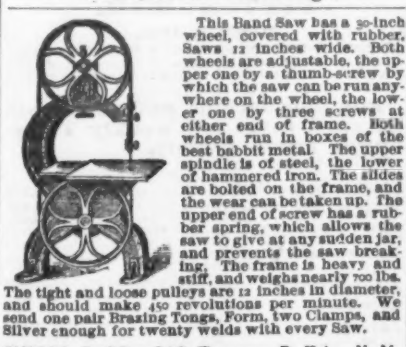 This Band Saw has a 30-inch
wheel, covered with rubber.
Saws 12 inches wide. Both
wheels are adjustable, the up-
per one by a thumb-screw by
which the saw can be run any-
where on the wheel, the low-
er one by three screws at
either end of frame. Both
wheels run in boxes of the
best babbit metal. The upper
spindle is of steel, the lower
of hammered iron. The slides
are bolted on the frame, and
the wear can be taken up. The
upper end of screw has a rub-
ber spring, which allows the
saw to give at any sudden jar,
and prevents the saw break-
ing. The frame is heavy and
stiff, and weighs nearly 700 lbs.
The tight and loose pulleys are 12 inches in diameter,
and should make 450 revolutions per minute. We
send one pair Brazing Tongs, Form, two Clamps, and
Silver enough for twenty welds with every Saw.